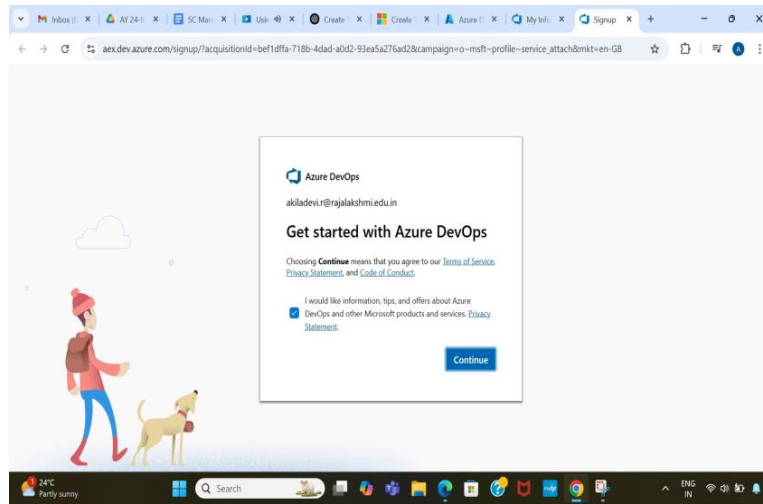 Inbox (
AY 24-
SC Man
Usin
Create
Create
Azure D
My Info
Signup
aex.dev.azure.com/signup/?acquisitionId=bef1dffa-718b-4dad-a0d2-93ea5a276ad2&campaign=o~msft~profile~service_attach&mkt=en-GB
A
Azure DevOps
akiladevi.r@rajalakshmi.edu.in
Get started with Azure DevOps
Choosing Continue means that you agree to our Terms of Service,
Privacy Statement, and Code of Conduct.
I would like information, tips, and offers about Azure
DevOps and other Microsoft products and services. Privacy
Statement.
Continue
1
24°C
Partly sunny
Search
ENG
IN